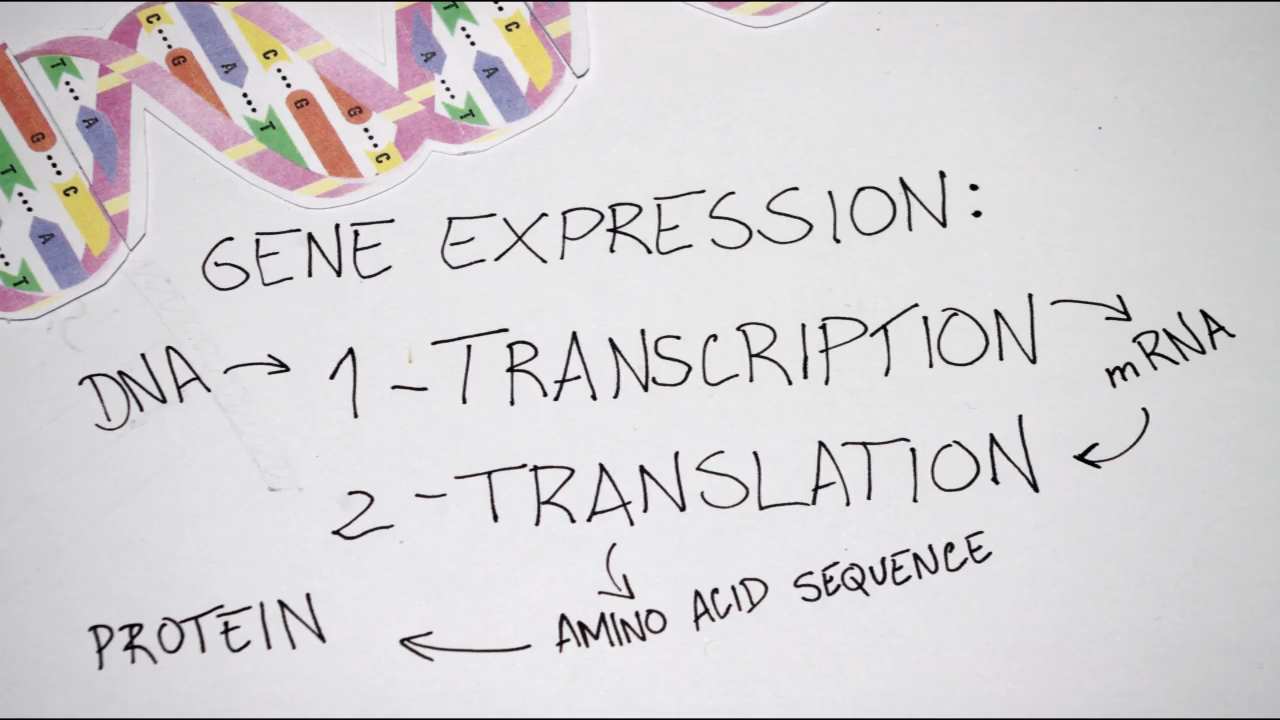 GENE EXPRESSION:
DNA → 1-TRANSCRIPTION → mRNA
2-TRANSLATION ←
AMINO ACID SEQUENCE
PROTEIN ←
C G A T C G G C A T T A C
T A G C T A T